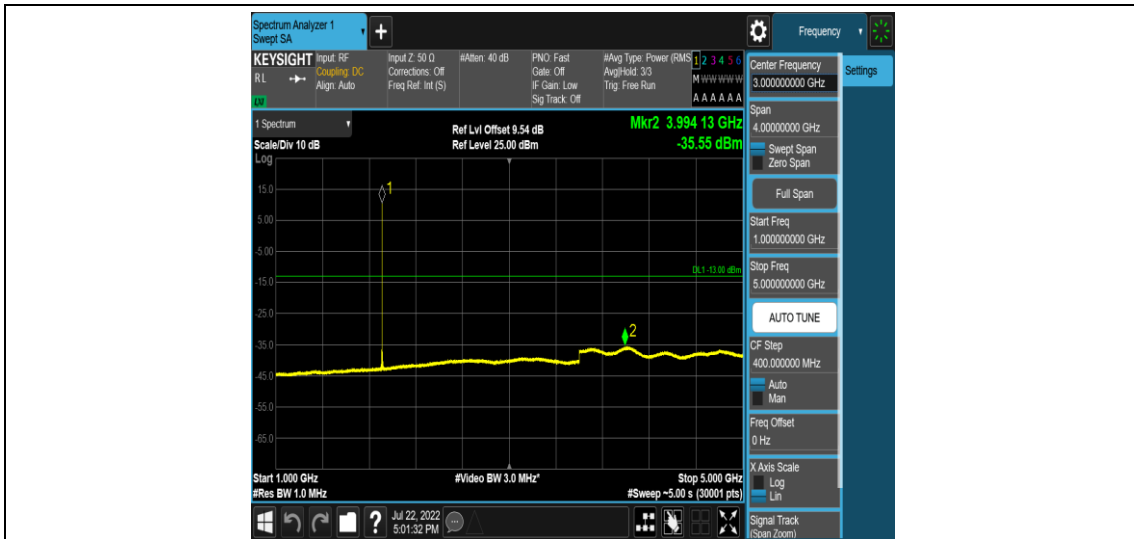 Spectrum Analyzer 1
Swept SA
+
Frequency
KEYSIGHT
RL
LM
Input: RF
Coupling: DC
Align: Auto
Input Z: 50 Ω
Corrections: Off
Freq Ref: Int (S)
#Atten: 40 dB
PNO: Fast
Gate: Off
IF Gain: Low
Sig Track: Off
#Avg Type: Power (RMS
Avg|Hold: 3/3
Trig: Free Run
1 2 3 4 5 6
M W W W W W
A A A A A A
1 Spectrum
Scale/Div 10 dB
Log
Ref Lvl Offset 9.54 dB
Ref Level 25.00 dBm
Mkr2 3.994 13 GHz
-35.55 dBm
15.0
5.00
-5.00
-15.0
-25.0
-35.0
-45.0
-55.0
-65.0
1
DL1 -13.00 dBm
2
Start 1.000 GHz
#Res BW 1.0 MHz
#Video BW 3.0 MHz*
Stop 5.000 GHz
#Sweep ~5.00 s (30001 pts)
Center Frequency
3.000000000 GHz
Settings
Span
4.00000000 GHz
Swept Span
Zero Span
Full Span
Start Freq
1.000000000 GHz
Stop Freq
5.000000000 GHz
AUTO TUNE
CF Step
400.000000 MHz
Auto
Man
Freq Offset
0 Hz
X Axis Scale
Log
Lin
Signal Track
(Span Zoom)
?
Jul 22, 2022
5:01:32 PM